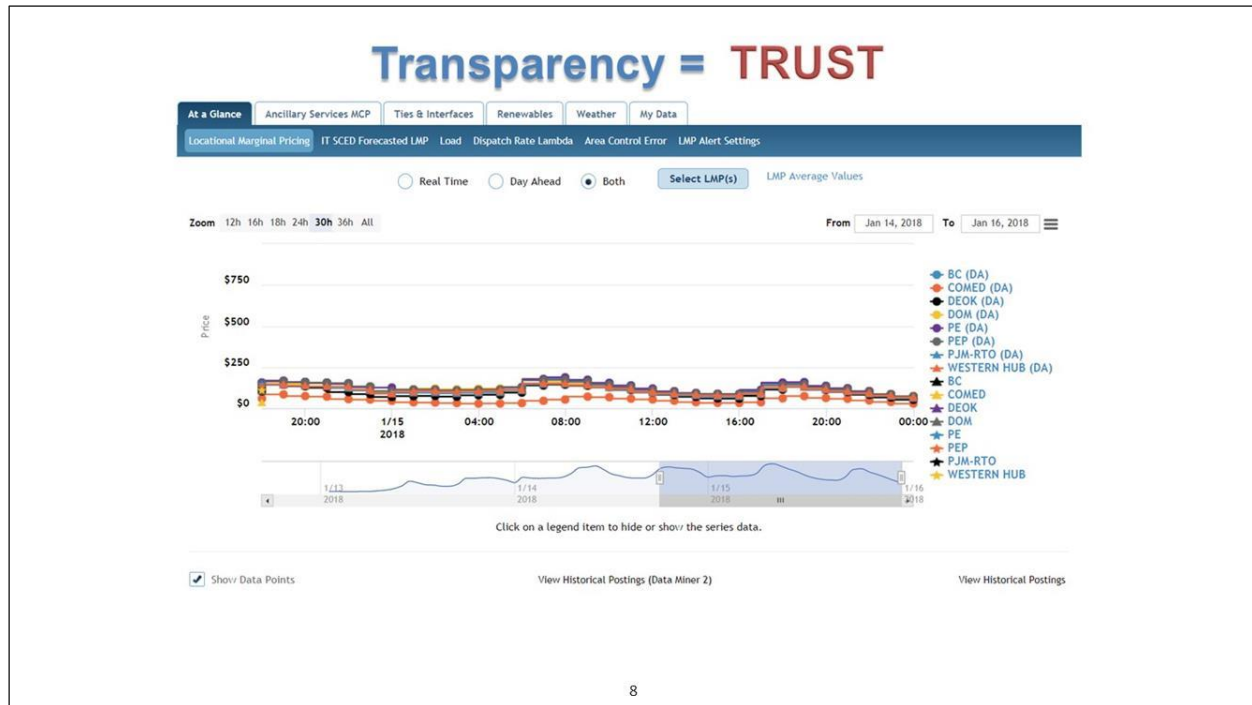 Transparency = TRUST
At a Glance Ancillary Services MCP Ties & Interfaces Renewables Weather My Data
Locational Marginal Pricing IT SCED Forecasted LMP Load Dispatch Rate Lambda Area Control Error LMP Alert Settings
Real Time Day Ahead Both Select LMP(s) LMP Average Values
Zoom 12h 16h 18h 24h 30h 36h All From Jan 14, 2018 To Jan 16, 2018
Price
$750
$500
$250
$0
20:00 1/15 04:00 08:00 12:00 16:00 20:00 00:00
2018
BC (DA)
COMED (DA)
DEOK (DA)
DOM (DA)
PE (DA)
PEP (DA)
PJM-RTO (DA)
WESTERN HUB (DA)
BC
COMED
DEOK
DOM
PE
PEP
PJM-RTO
WESTERN HUB
1/13 1/14 1/15 1/16
2018 2018 2018 2018
Click on a legend item to hide or show the series data.
Show Data Points View Historical Postings (Data Miner 2) View Historical Postings
8